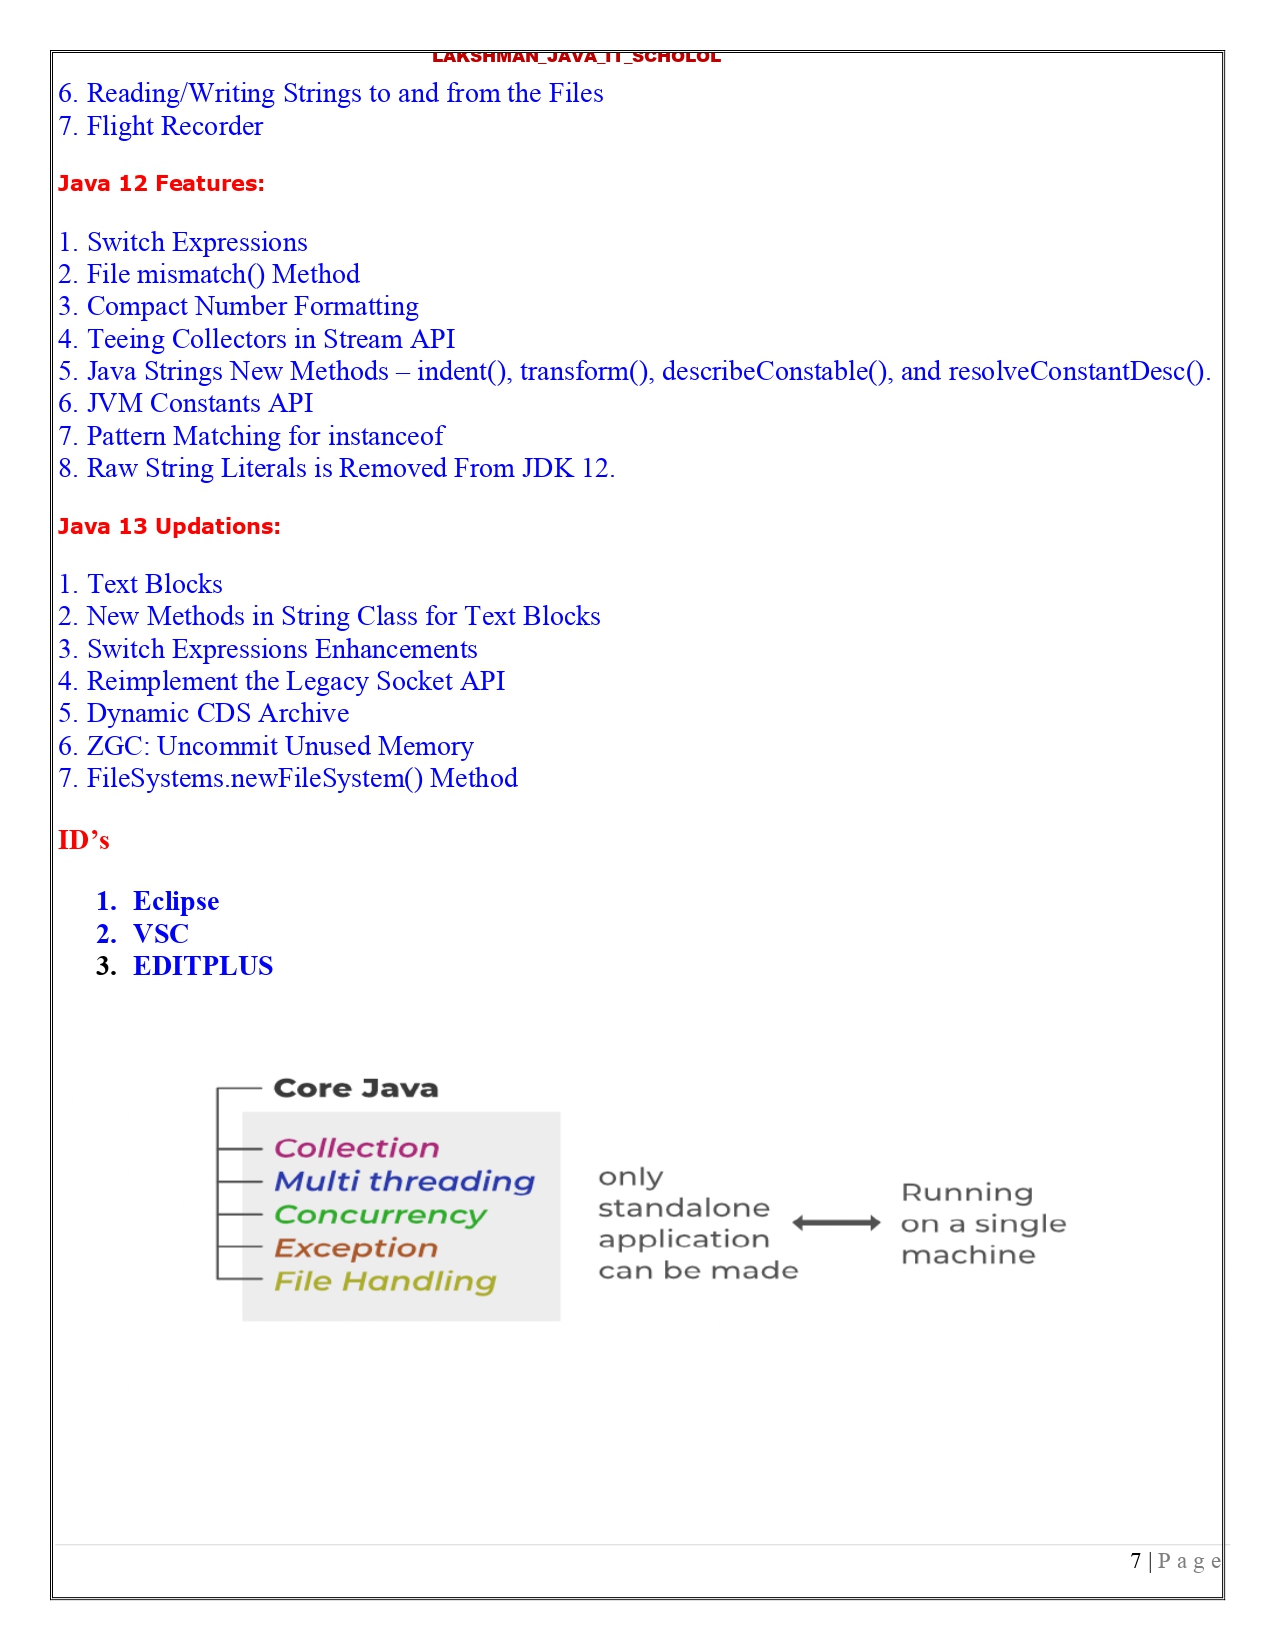 LAKSHMAN_JAVA_IT_SCHOLOL
6. Reading/Writing Strings to and from the Files
7. Flight Recorder
Java 12 Features:
1. Switch Expressions
2. File mismatch() Method
3. Compact Number Formatting
4. Teeing Collectors in Stream API
5. Java Strings New Methods – indent(), transform(), describeConstable(), and resolveConstantDesc().
6. JVM Constants API
7. Pattern Matching for instanceof
8. Raw String Literals is Removed From JDK 12.
Java 13 Updations:
1. Text Blocks
2. New Methods in String Class for Text Blocks
3. Switch Expressions Enhancements
4. Reimplement the Legacy Socket API
5. Dynamic CDS Archive
6. ZGC: Uncommit Unused Memory
7. FileSystems.newFileSystem() Method
ID’s
1. Eclipse
2. VSC
3. EDITPLUS
Core Java
Collection
Multi threading
Concurrency
Exception
File Handling
only
standalone
application
can be made
Running
on a single
machine
7 | P a g e